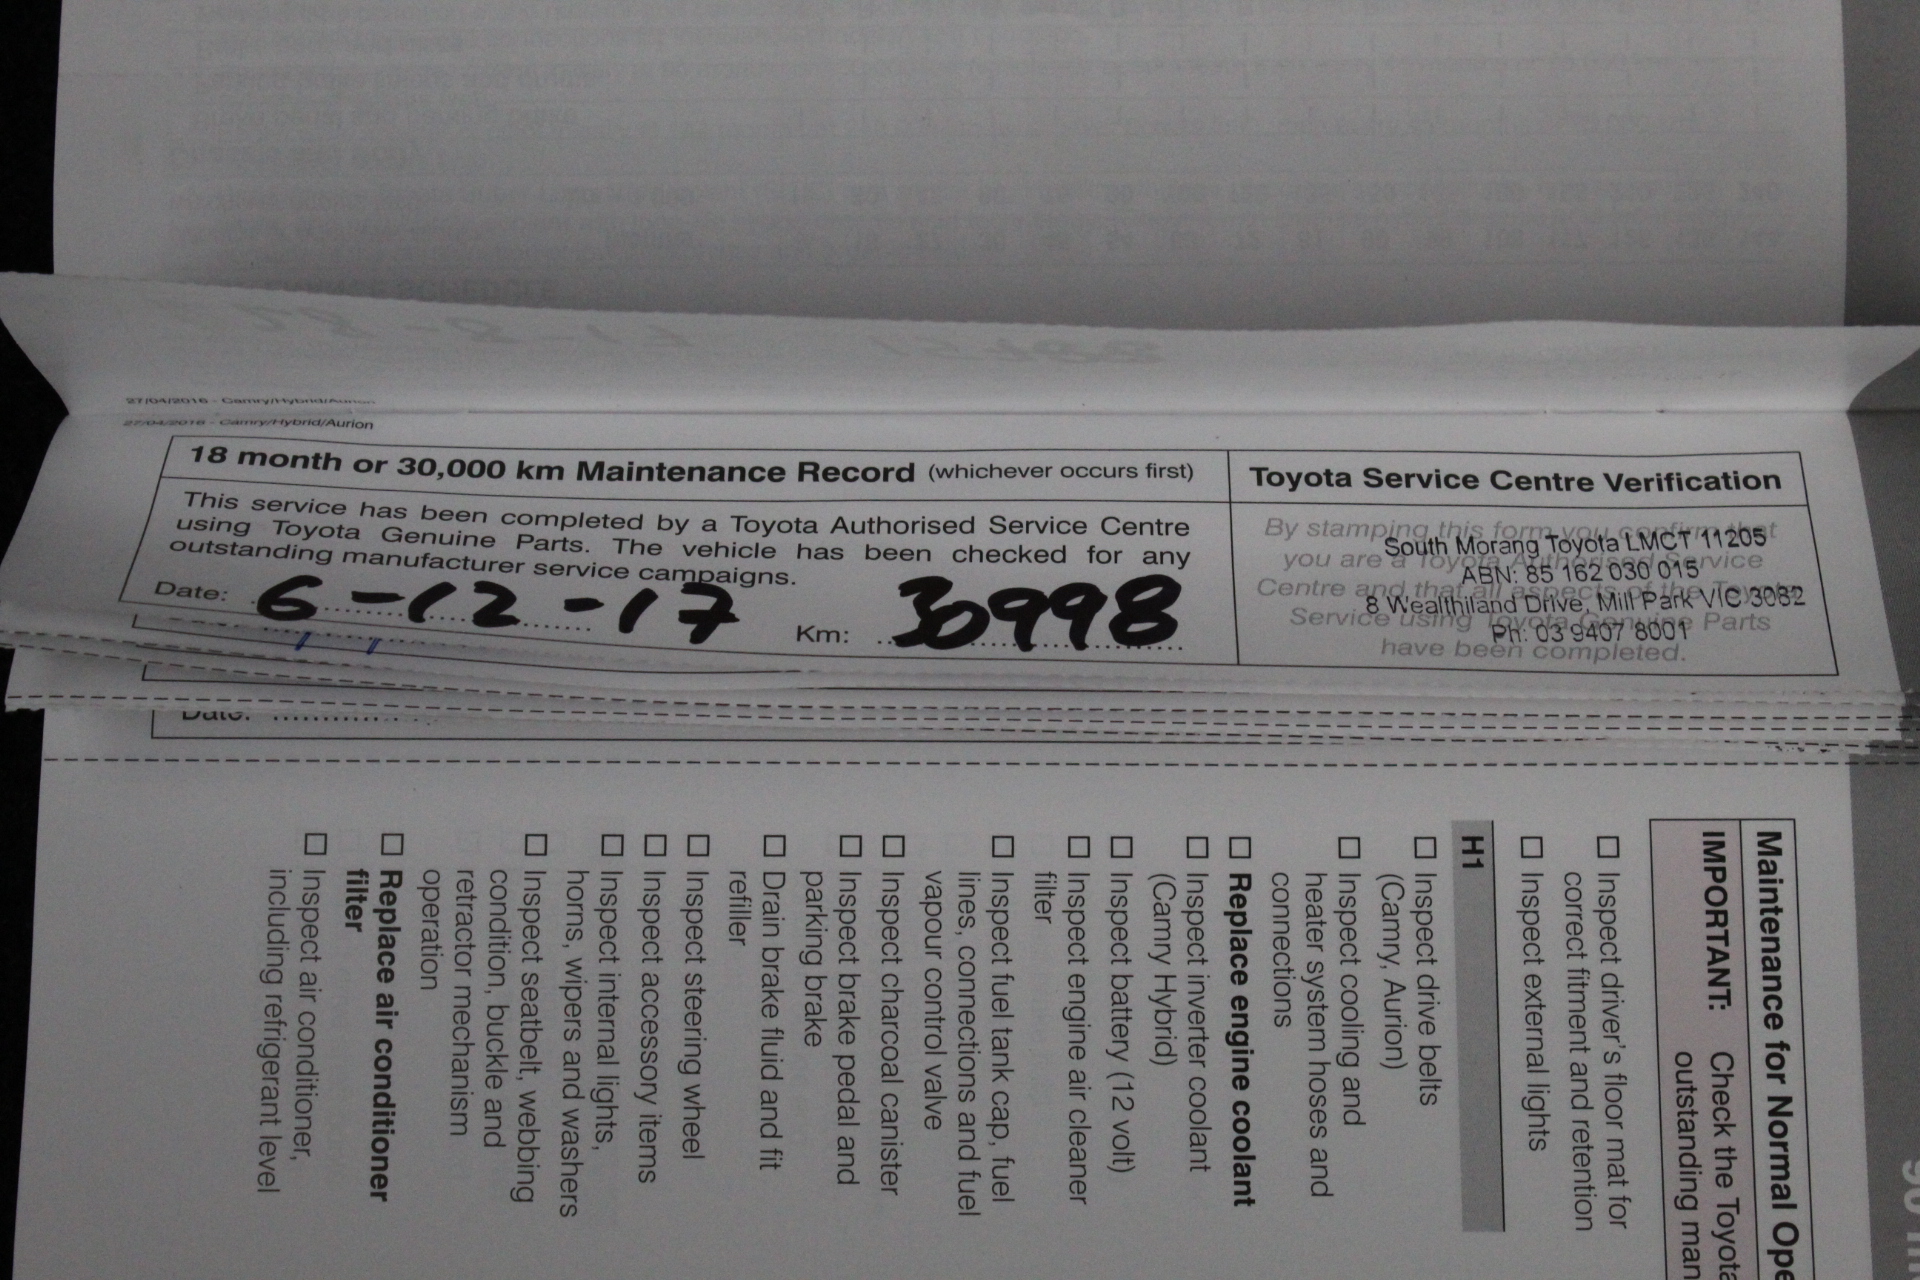 27/04/2016 - Camry/Hybrid/Aurion
27/04/2016 - Camry/Hybrid/Aurion
18 month or 30,000 km Maintenance Record (whichever occurs first)
This service has been completed by a Toyota Authorised Service Centre
using Toyota Genuine Parts. The vehicle has been checked for any
outstanding manufacturer service campaigns.
Date: 6-12-17 Km: 30998
Toyota Service Centre Verification
By stamping this form you confirm that
you are a Toyota Authorised Service
Centre and that all aspects of the Toyota
Service using Toyota Genuine Parts
have been completed.
South Morang Toyota LMCT 11205
ABN: 85 162 030 015
8 Wealthiland Drive, Mill Park VIC 3082
Ph: 03 9407 8001
Date:
Maintenance for Normal Ope
IMPORTANT: Check the Toyota
outstanding man
Inspect driver's floor mat for
correct fitment and retention
Inspect external lights
H1
Inspect drive belts
(Camry, Aurion)
Inspect cooling and
heater system hoses and
connections
Replace engine coolant
Inspect inverter coolant
(Camry Hybrid)
Inspect battery (12 volt)
Inspect engine air cleaner
filter
Inspect fuel tank cap, fuel
lines, connections and fuel
vapour control valve
Inspect charcoal canister
Inspect brake pedal and
parking brake
Drain brake fluid and fit
refiller
Inspect steering wheel
Inspect accessory items
Inspect internal lights,
horns, wipers and washers
Inspect seatbelt, webbing
condition, buckle and
retractor mechanism
operation
Replace air conditioner
filter
Inspect air conditioner,
including refrigerant level